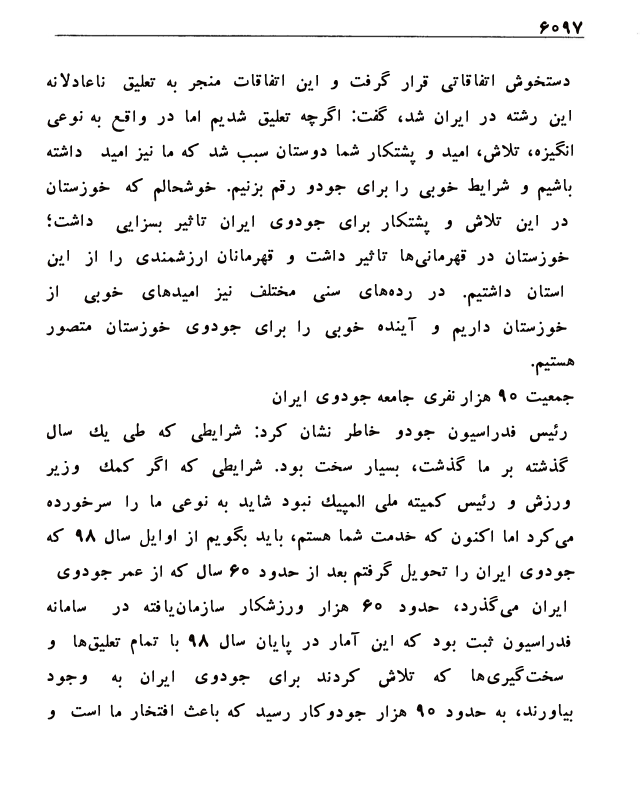 ۶۰۹۷
دستخوش اتفاقاتی قرار گرفت و این اتفاقات منجر به تعلیق ناعادلانه
این رشته در ایران شد، گفت: اگرچه تعلیق شدیم اما در واقع به نوعی
انگیزه، تلاش، امید و پشتکار شما دوستان سبب شد که ما نیز امید داشته
باشیم و شرایط خوبی را برای جودو رقم بزنیم. خوشحالم که خوزستان
در این تلاش و پشتکار برای جودوی ایران تاثیر بسزایی داشت؛
خوزستان در قهرمانی‌ها تاثیر داشت و قهرمانان ارزشمندی را از این
استان داشتیم. در رده‌های سنی مختلف نیز امیدهای خوبی از
خوزستان داریم و آینده خوبی را برای جودوی خوزستان متصور
هستیم.
جمعیت ۹۰ هزار نفری جامعه جودوی ایران
رئیس فدراسیون جودو خاطر نشان کرد: شرایطی که طی یك سال
گذشته بر ما گذشت، بسیار سخت بود. شرایطی که اگر کمك وزیر
ورزش و رئیس کمیته ملی المپیك نبود شاید به نوعی ما را سرخورده
می‌کرد اما اکنون که خدمت شما هستم، باید بگویم از اوایل سال ۹۸ که
جودوی ایران را تحویل گرفتم بعد از حدود ۶۰ سال که از عمر جودوی
ایران می‌گذرد، حدود ۶۰ هزار ورزشکار سازمان‌یافته در سامانه
فدراسیون ثبت بود که این آمار در پایان سال ۹۸ با تمام تعلیق‌ها و
سخت‌گیری‌ها که تلاش کردند برای جودوی ایران به وجود
بیاورند، به حدود ۹۰ هزار جودوکار رسید که باعث افتخار ما است و